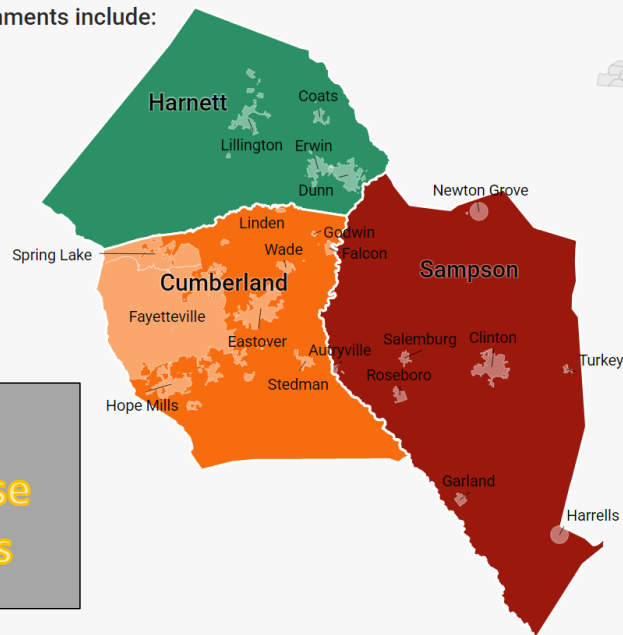 ments include:
Harnett
Coats
Lillington
Erwin
Dunn
Newton Grove
Linden
Godwin
Spring Lake
Wade
Falcon
Sampson
Cumberland
Fayetteville
Eastover
Autryville
Salemburg
Clinton
Turkey
Stedman
Roseboro
Hope Mills
Garland
se
s
Harrells